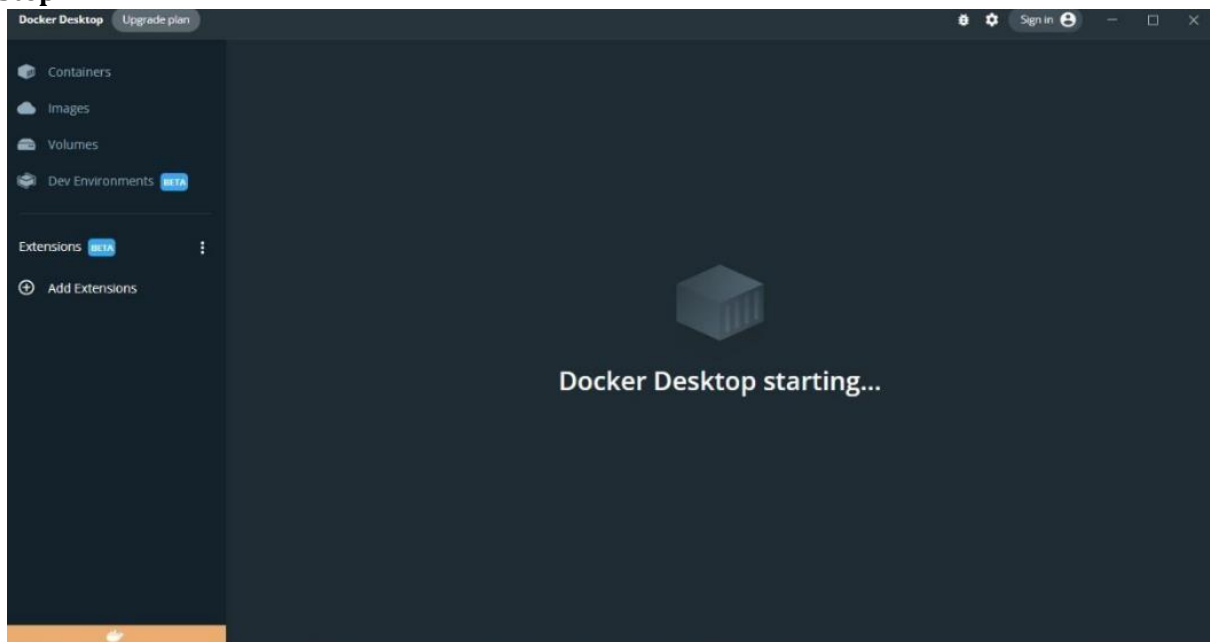 Docker Desktop Upgrade plan Sign in
Containers
Images
Volumes
Dev Environments BETA
Extensions BETA
Add Extensions
Docker Desktop starting...